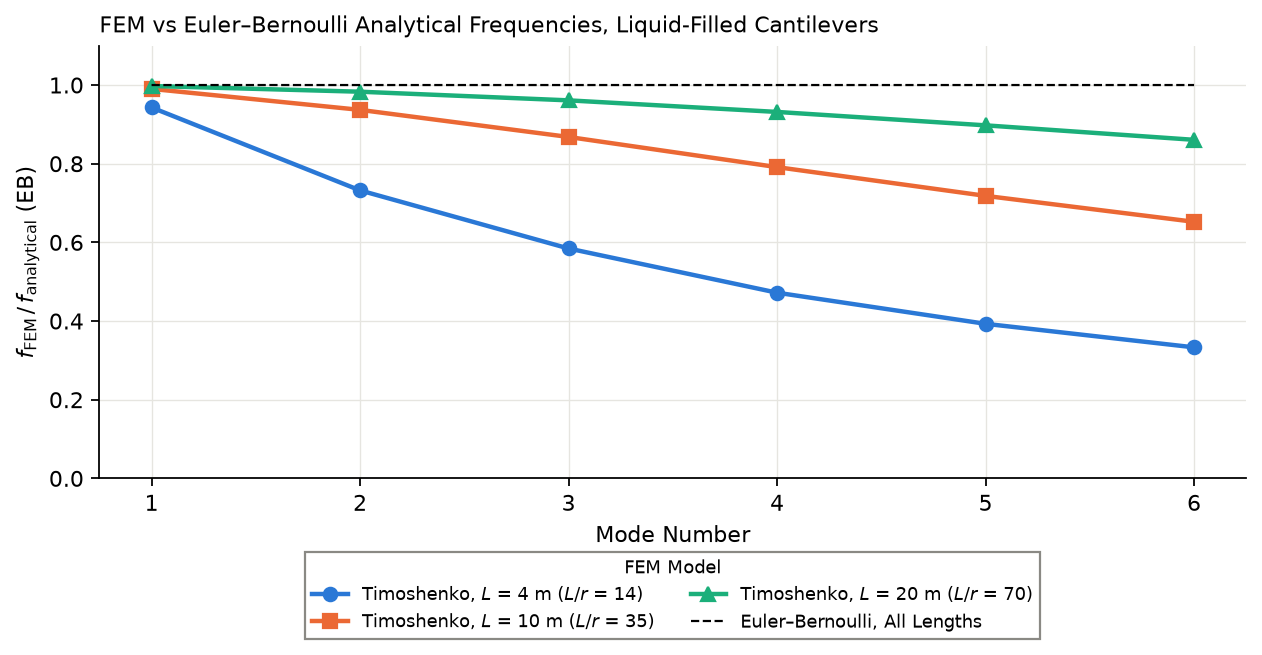 FEM vs Euler–Bernoulli Analytical Frequencies, Liquid-Filled Cantilevers
f_FEM / f_analytical (EB)
1.0
0.8
0.6
0.4
0.2
0.0
1 2 3 4 5 6
Mode Number
FEM Model
Timoshenko, L = 4 m (L/r = 14)
Timoshenko, L = 10 m (L/r = 35)
Timoshenko, L = 20 m (L/r = 70)
Euler–Bernoulli, All Lengths